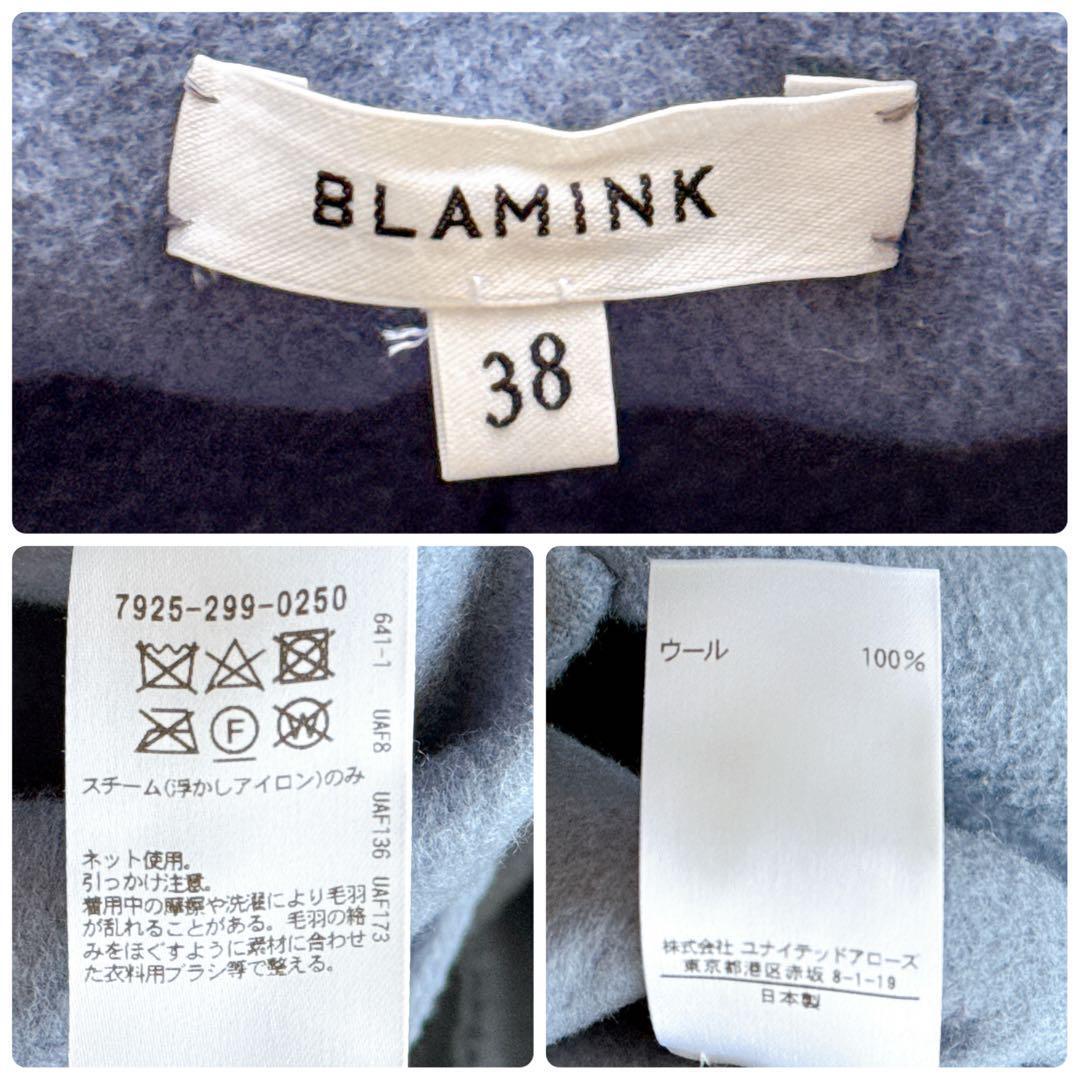 BLAMINK
38
7925-299-0250
F
W
スチーム(浮かしアイロン)のみ
ネット使用。
引っかけ注意。
着用中の摩擦や洗濯により毛羽
が乱れることがある。毛羽の絡
みをほぐすように素材に合わせ
た衣料用ブラシ等で整える。
641-1 UAF8 UAF136 UAF173
ウール 100%
株式会社 ユナイテッドアローズ
東京都港区赤坂 8-1-19
日本製